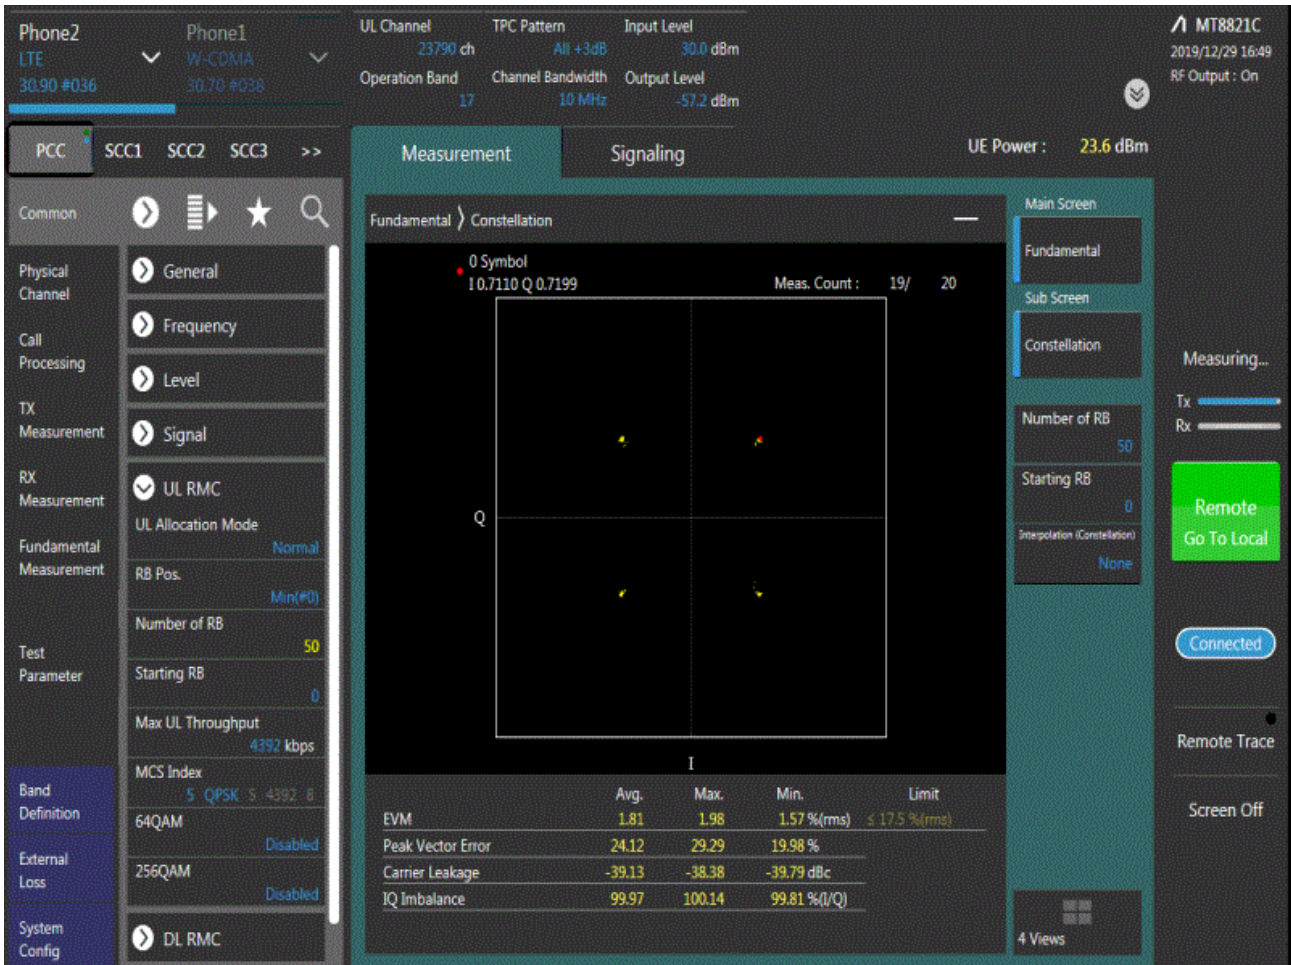 Phone2
LTE
30.90 #036
Phone1
W-CDMA
30.70 #038
UL Channel
23790 ch
TPC Pattern
All +3dB
Input Level
30.0 dBm
Operation Band
17
Channel Bandwidth
10 MHz
Output Level
-57.2 dBm
MT8821C
2019/12/29 16:49
RF Output : On
PCC SCC1 SCC2 SCC3 >>
Measurement
Signaling
UE Power : 23.6 dBm
Common
Physical
Channel
Call
Processing
TX
Measurement
RX
Measurement
Fundamental
Measurement
Test
Parameter
Band
Definition
External
Loss
System
Config
General
Frequency
Level
Signal
UL RMC
UL Allocation Mode
Normal
RB Pos.
Min(#0)
Number of RB
50
Starting RB
0
Max UL Throughput
4392 kbps
MCS Index
5 QPSK 5 4392 8
64QAM
Disabled
256QAM
Disabled
DL RMC
Fundamental 〉 Constellation
0 Symbol
I 0.7110 Q 0.7199
Meas. Count : 19/ 20
Q
I
Avg. Max. Min. Limit
EVM 1.81 1.98 1.57 %(rms) ≤ 17.5 %(rms)
Peak Vector Error 24.12 29.29 19.98 %
Carrier Leakage -39.13 -38.38 -39.79 dBc
IQ Imbalance 99.97 100.14 99.81 %(I/Q)
Main Screen
Fundamental
Sub Screen
Constellation
Number of RB
50
Starting RB
0
Interpolation (Constellation)
None
4 Views
Measuring...
Tx
Rx
Remote
Go To Local
Connected
Remote Trace
Screen Off